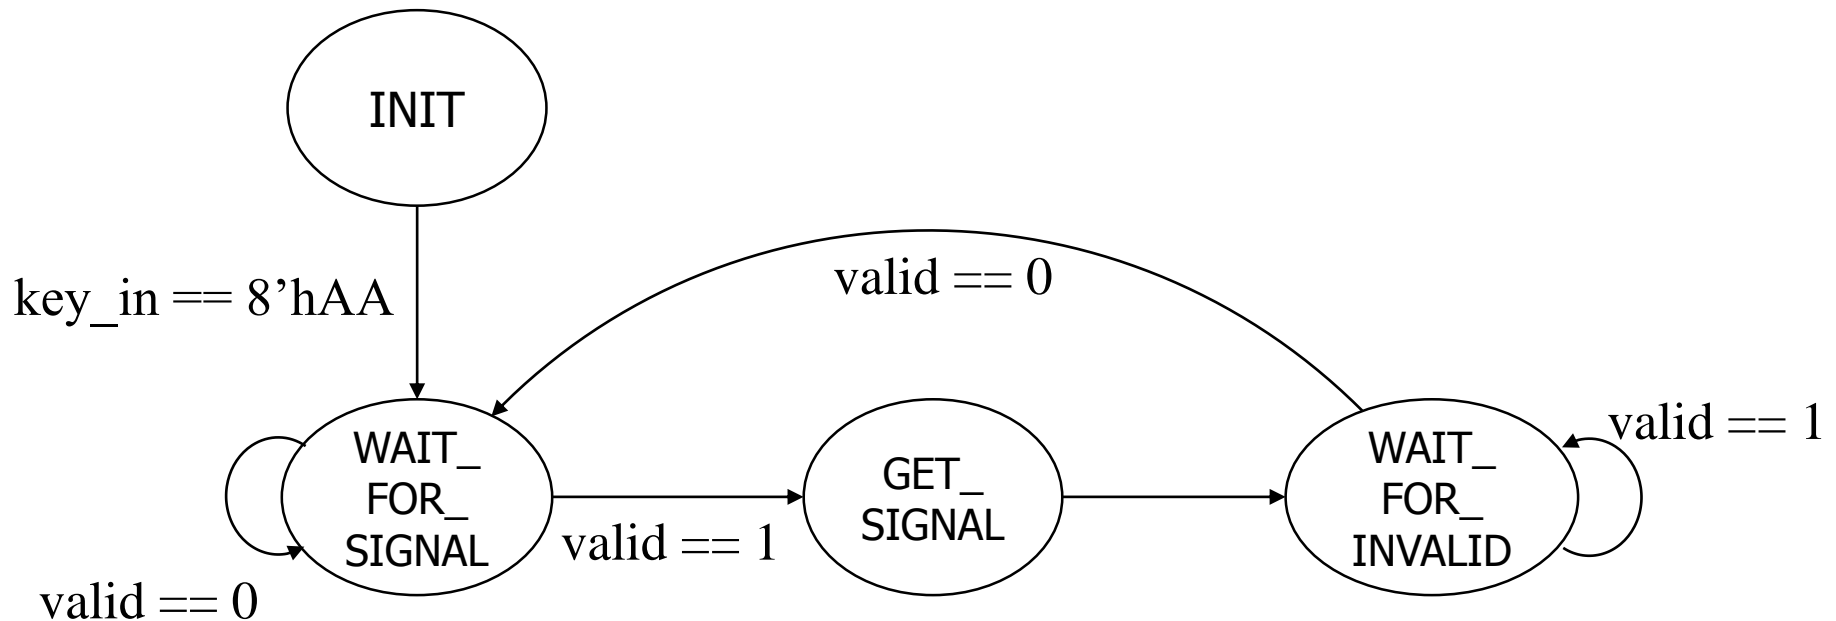 INIT
key_in == 8’hAA
valid == 0
WAIT_
FOR_
SIGNAL
valid == 0
valid == 1
GET_
SIGNAL
WAIT_
FOR_
INVALID
valid == 1